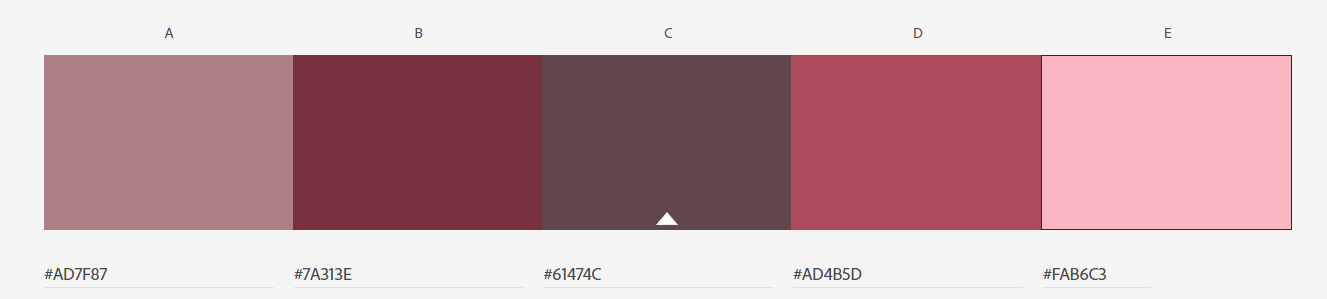 A B C D E
#AD7F87 #7A313E #61474C #AD4B5D #FAB6C3